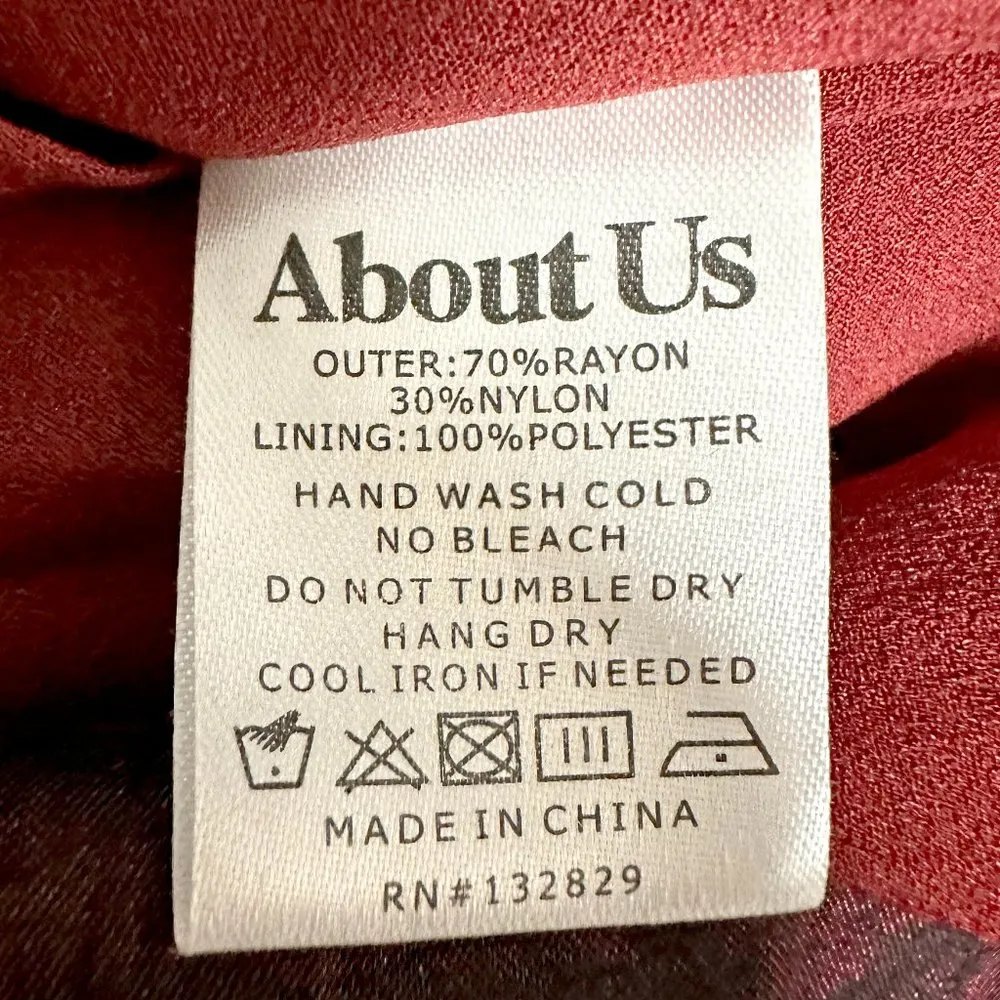 About Us
OUTER:70%RAYON
30%NYLON
LINING:100%POLYESTER
HAND WASH COLD
NO BLEACH
DO NOT TUMBLE DRY
HANG DRY
COOL IRON IF NEEDED
MADE IN CHINA
RN#132829